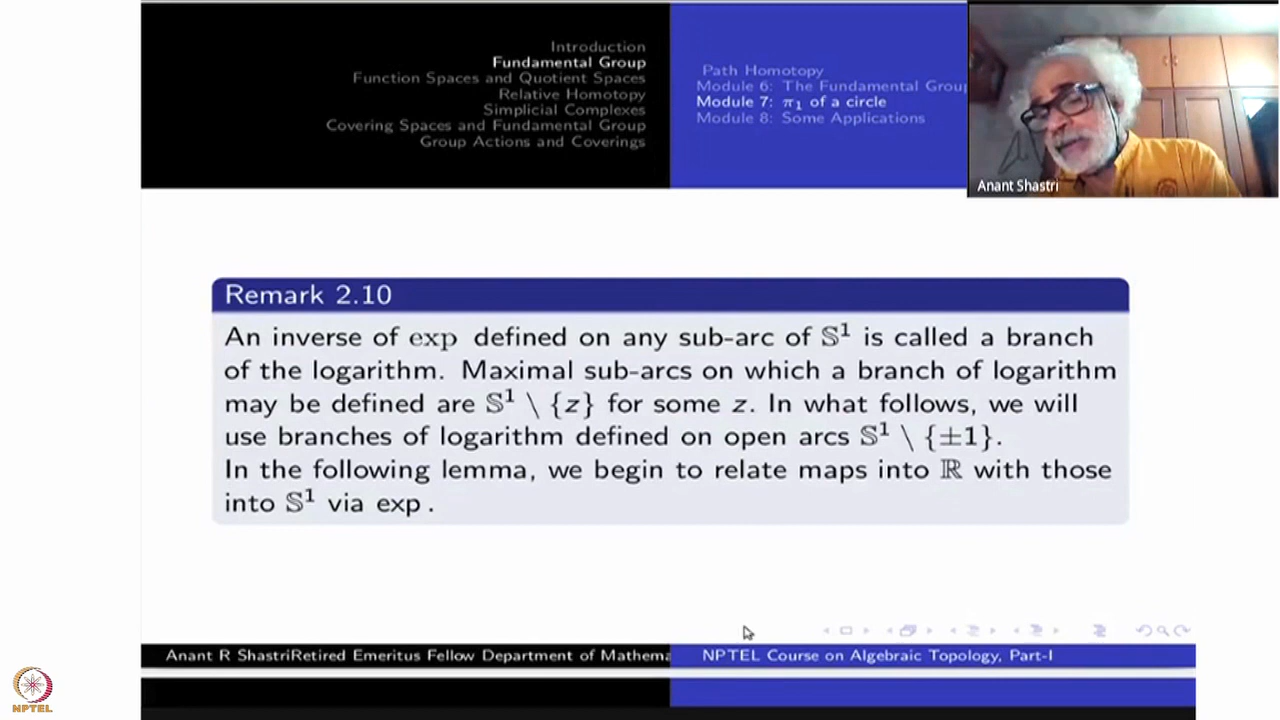 Introduction
Fundamental Group
Function Spaces and Quotient Spaces
Relative Homotopy
Simplicial Complexes
Covering Spaces and Fundamental Group
Group Actions and Coverings
Path Homotopy
Module 6: The Fundamental Grou
Module 7: π₁ of a circle
Module 8: Some Applications
Anant Shastri
Remark 2.10
An inverse of exp defined on any sub-arc of 𝕊¹ is called a branch
of the logarithm. Maximal sub-arcs on which a branch of logarithm
may be defined are 𝕊¹ \ {z} for some z. In what follows, we will
use branches of logarithm defined on open arcs 𝕊¹ \ {±1}.
In the following lemma, we begin to relate maps into ℝ with those
into 𝕊¹ via exp .
Anant R ShastriRetired Emeritus Fellow Department of Mathema
NPTEL Course on Algebraic Topology, Part-I
NPTEL